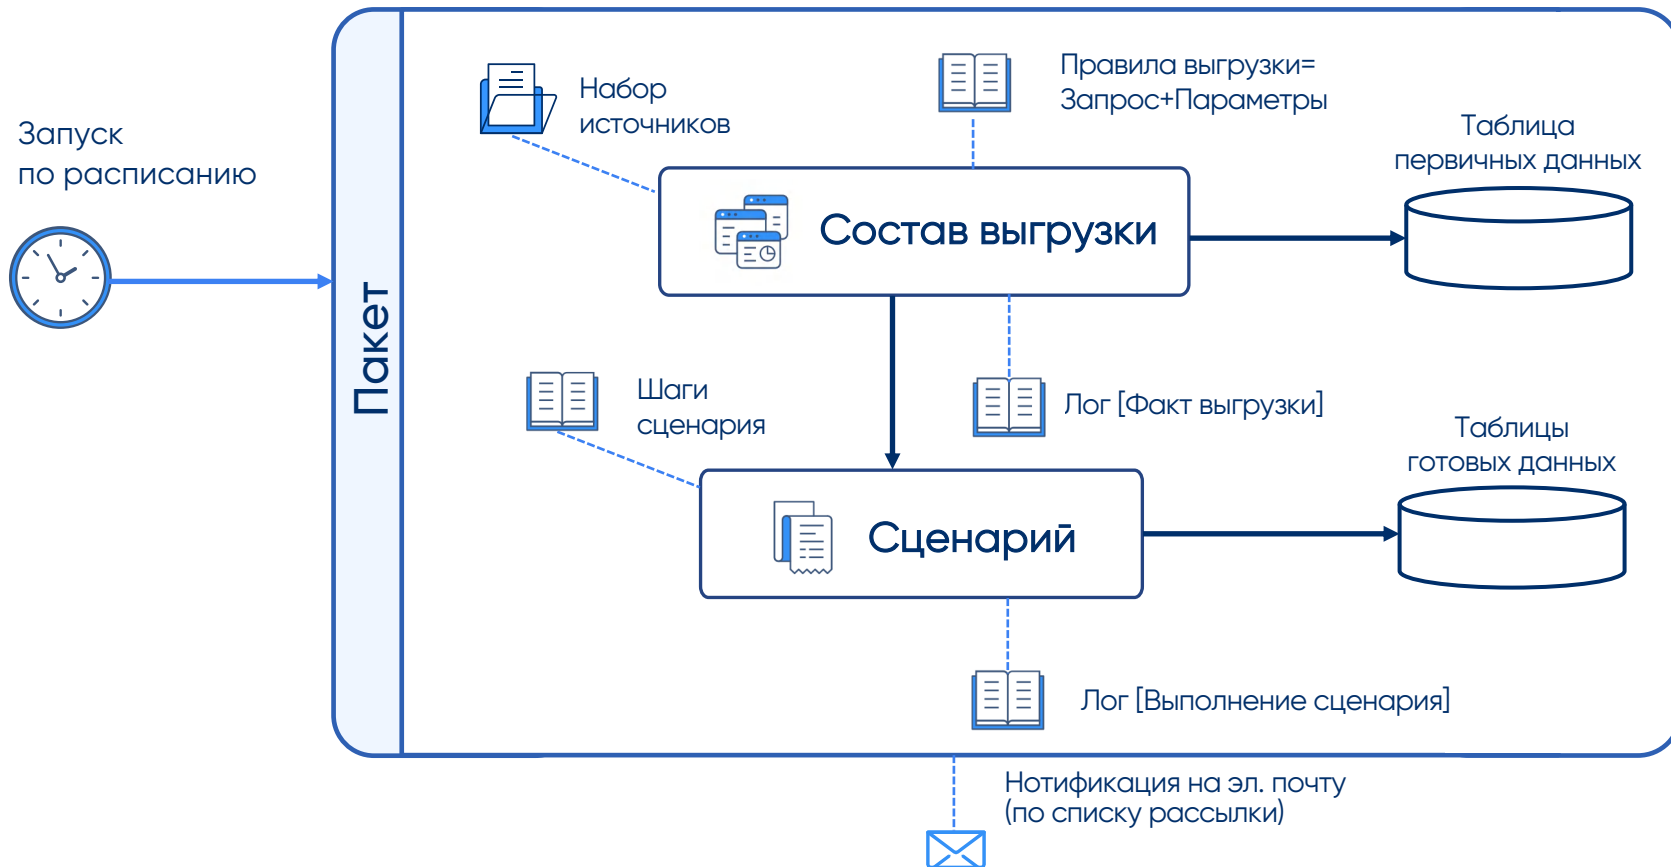 Запуск
по расписанию
Пакет
Набор
источников
Правила выгрузки=
Запрос+Параметры
Таблица
первичных данных
Состав выгрузки
Шаги
сценария
Лог [Факт выгрузки]
Таблицы
готовых данных
Сценарий
Лог [Выполнение сценария]
Нотификация на эл. почту
(по списку рассылки)